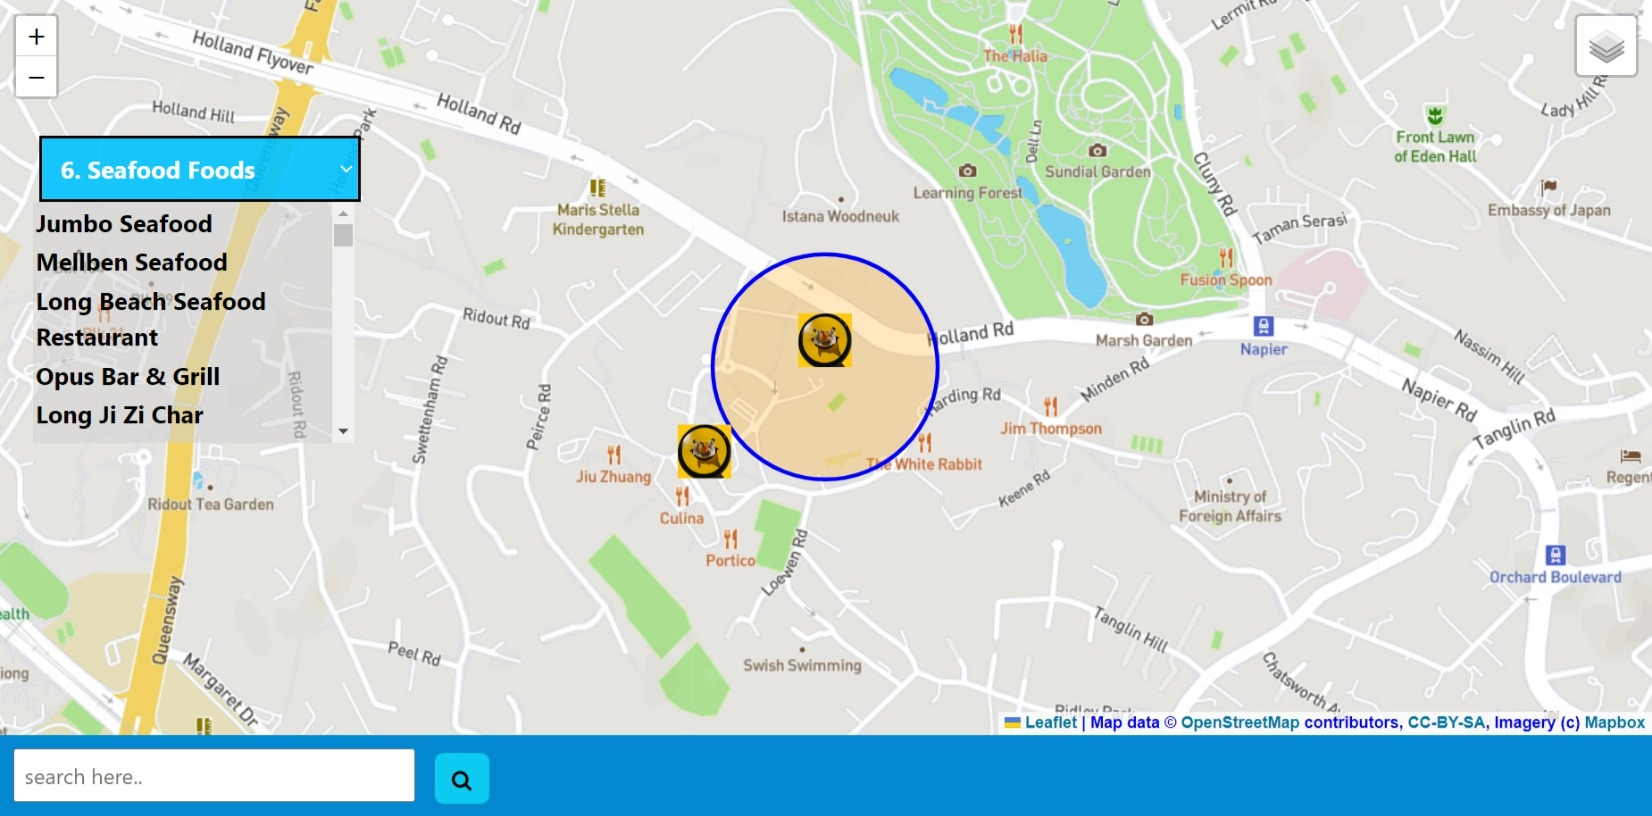 +
−
Holland Flyover
Holland Hill
Holland Rd
Queensway
6. Seafood Foods
Jumbo Seafood
Mellben Seafood
Long Beach Seafood
Restaurant
Opus Bar & Grill
Long Ji Zi Char
The Halia
Lermit Rd
Lady Hill Rd
Front Lawn
of Eden Hall
Dell Ln
Sundial Garden
Learning Forest
Cluny Rd
Embassy of Japan
Taman Serasi
Maris Stella
Kindergarten
Istana Woodneuk
Fusion Spoon
Ridout Rd
Holland Rd
Marsh Garden
Napier
Nassim Hill
Minden Rd
Swettenham Rd
Ridout Rd
Peirce Rd
Harding Rd
Napier Rd
Tanglin Rd
Jim Thompson
The White Rabbit
Jiu Zhuang
Keene Rd
Culina
Ministry of
Foreign Affairs
Regent
Ridout Tea Garden
Portico
Loewen Rd
Orchard Boulevard
Queensway
Tanglin Hill
Peel Rd
Swish Swimming
Margaret Dr
Chatsworth Av
ealth
iong
Leaflet | Map data © OpenStreetMap contributors, CC-BY-SA, Imagery (c) Mapbox
search here..